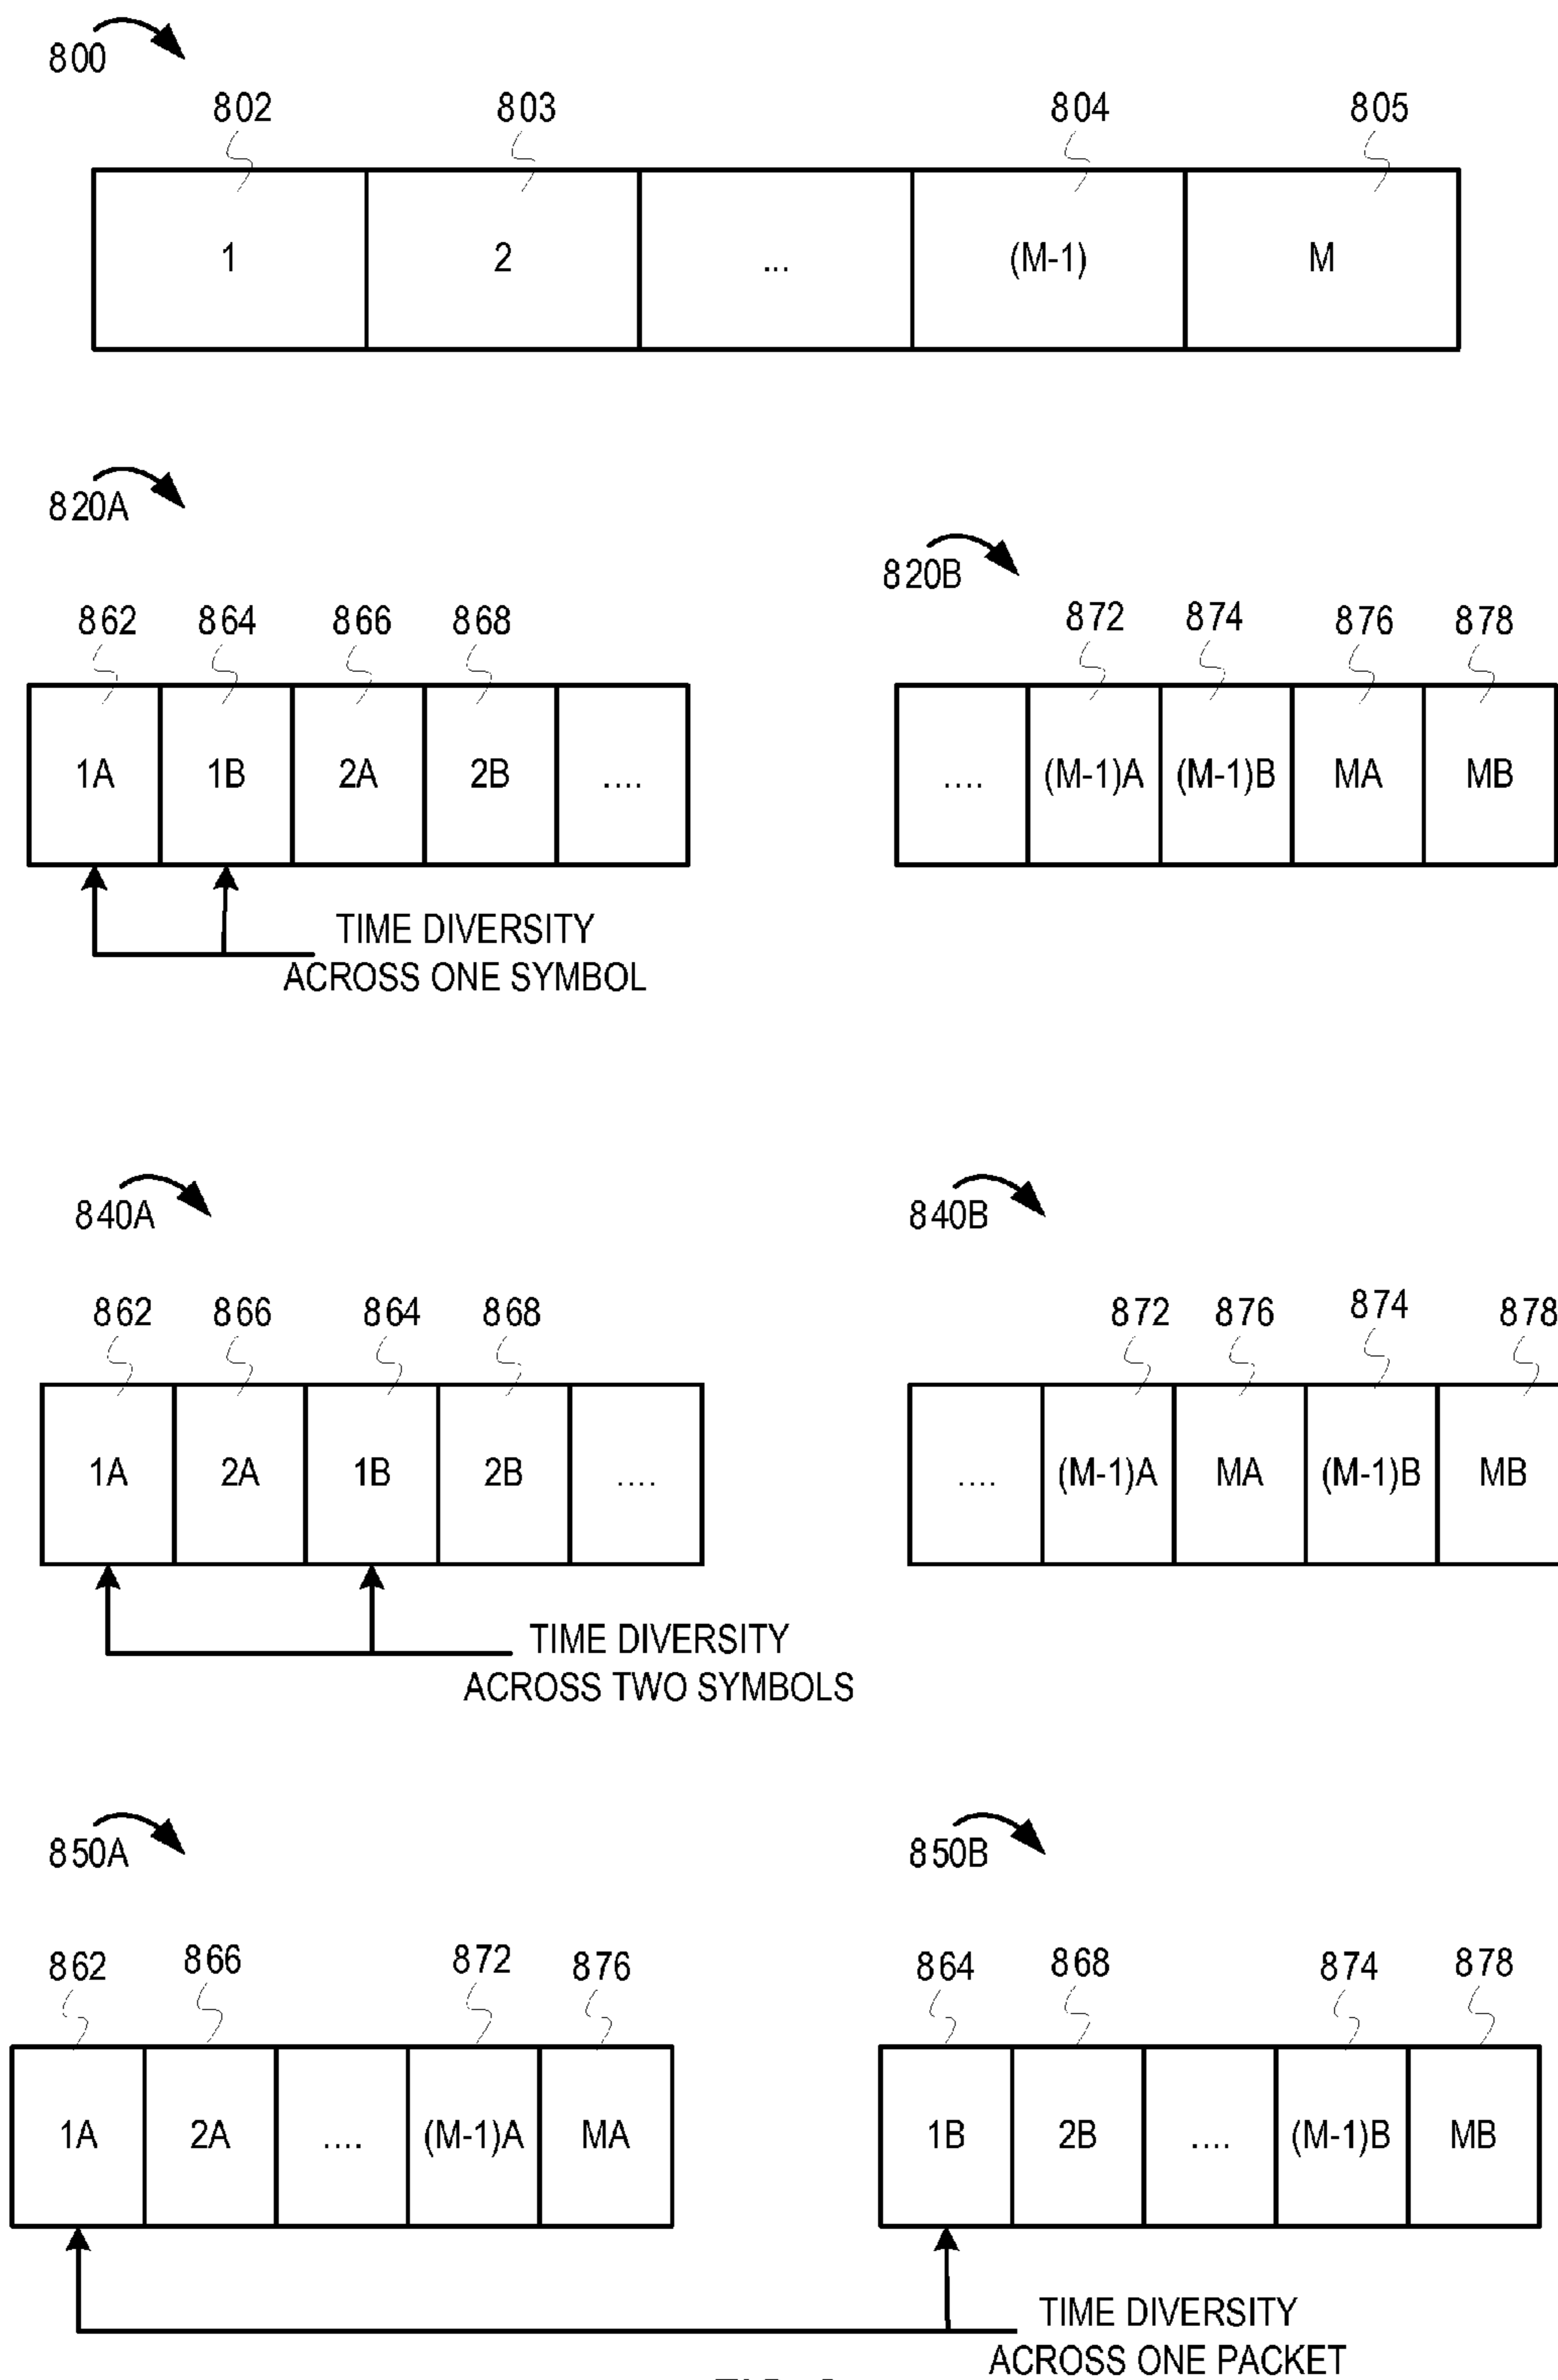 800
802 803 804 805
1 2 ... (M-1) M
820A
820B
862 864 866 868
872 874 876 878
1A 1B 2A 2B ....
.... (M-1)A (M-1)B MA MB
TIME DIVERSITY
ACROSS ONE SYMBOL
840A 840B
862 866 864 868
872 876 874 878
1A 2A 1B 2B ....
.... (M-1)A MA (M-1)B MB
TIME DIVERSITY
ACROSS TWO SYMBOLS
850A 850B
862 866 872 876
864 868 874 878
1A 2A .... (M-1)A MA
1B 2B .... (M-1)B MB
TIME DIVERSITY
ACROSS ONE PACKET